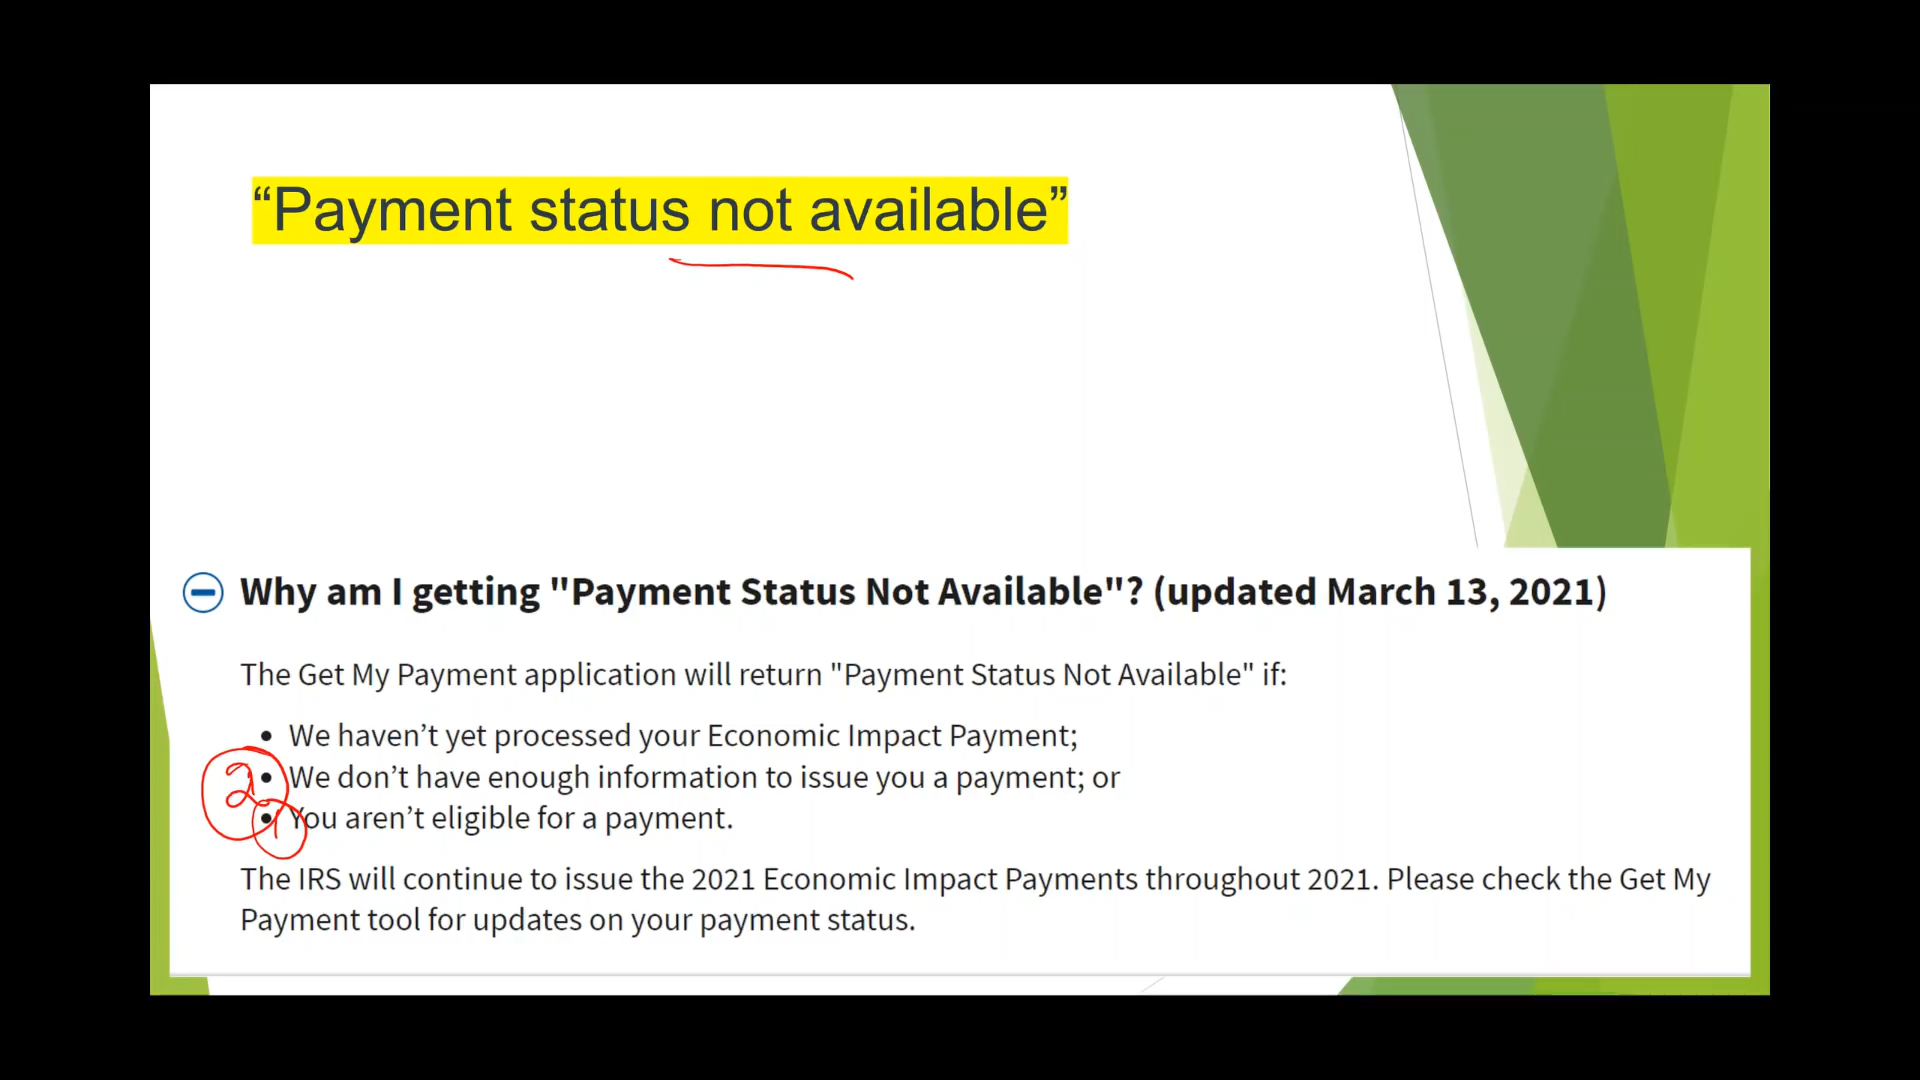 “Payment status not available”
Why am I getting "Payment Status Not Available"? (updated March 13, 2021)
The Get My Payment application will return "Payment Status Not Available" if:
• We haven’t yet processed your Economic Impact Payment;
2 • We don’t have enough information to issue you a payment; or
1 • You aren’t eligible for a payment.
The IRS will continue to issue the 2021 Economic Impact Payments throughout 2021. Please check the Get My
Payment tool for updates on your payment status.